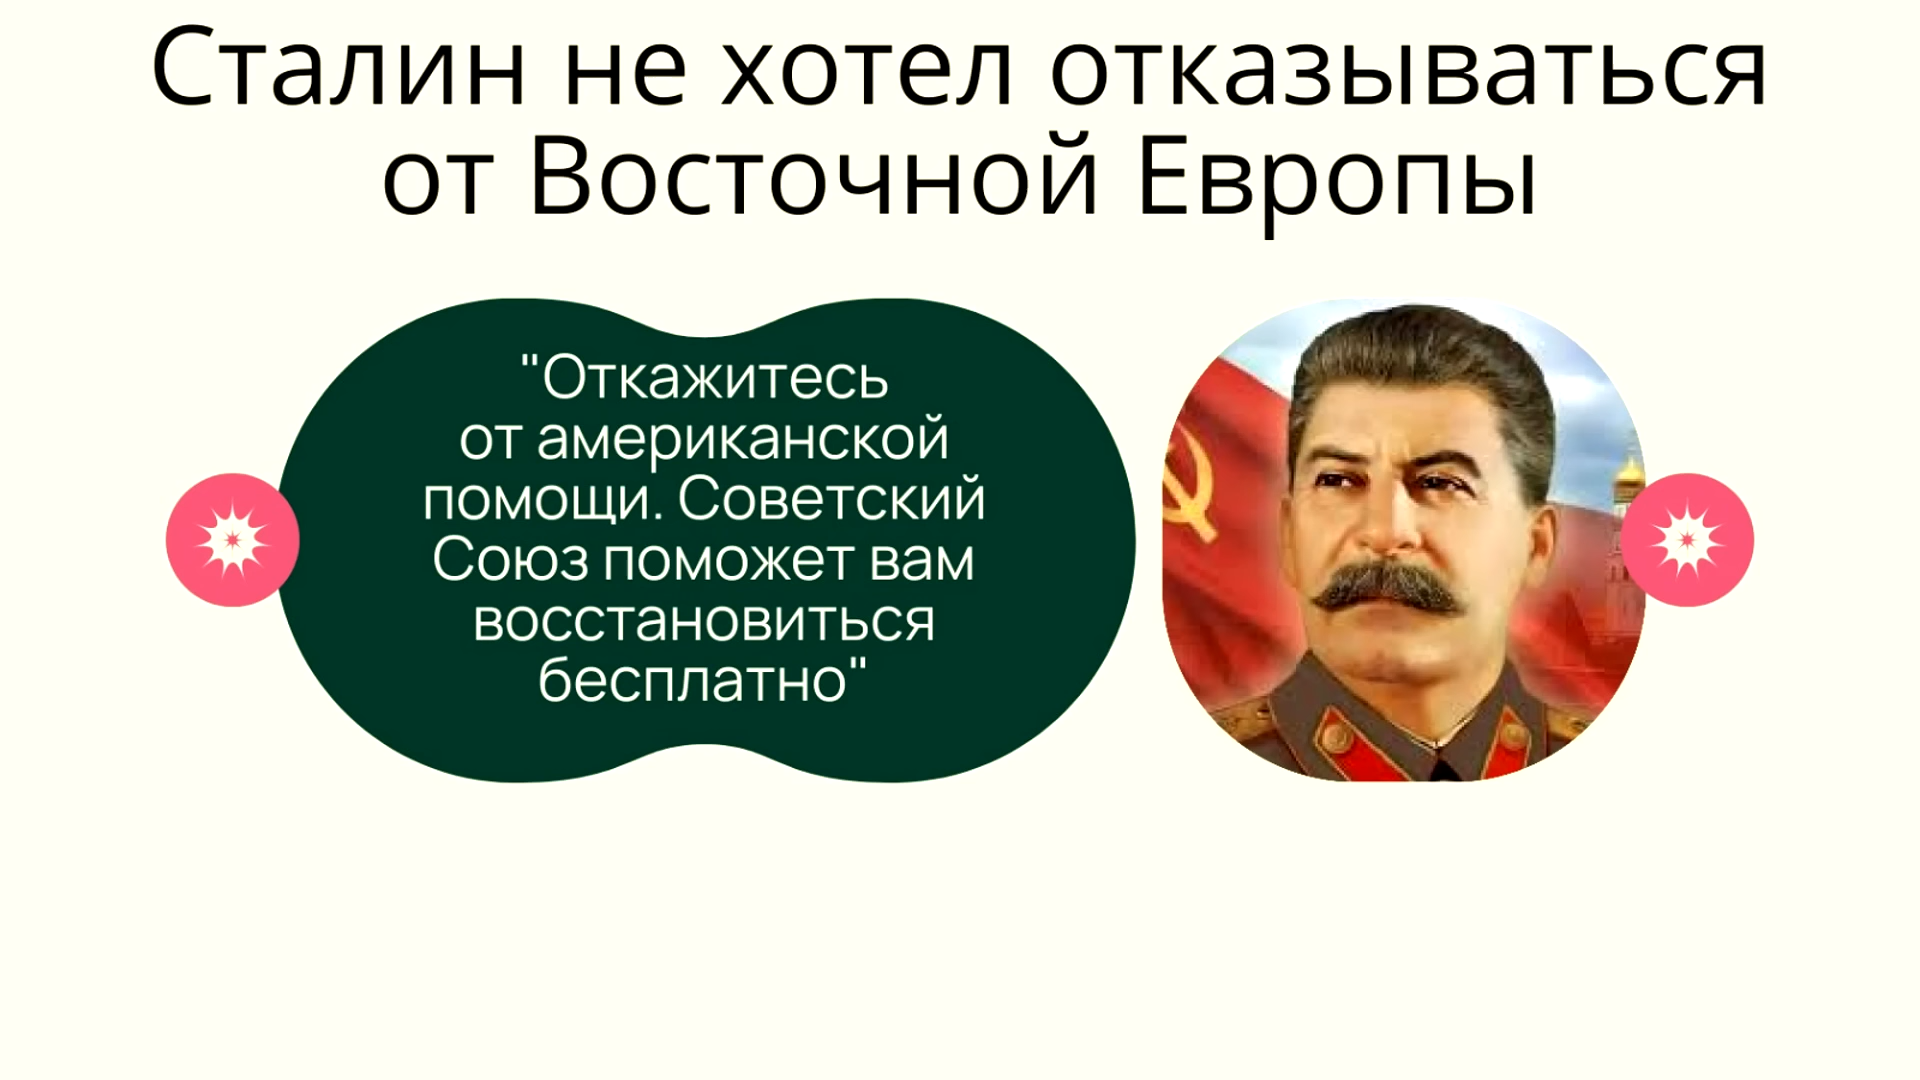 Сталин не хотел отказываться
от Восточной Европы
"Откажитесь
от американской
помощи. Советский
Союз поможет вам
восстановиться
бесплатно"